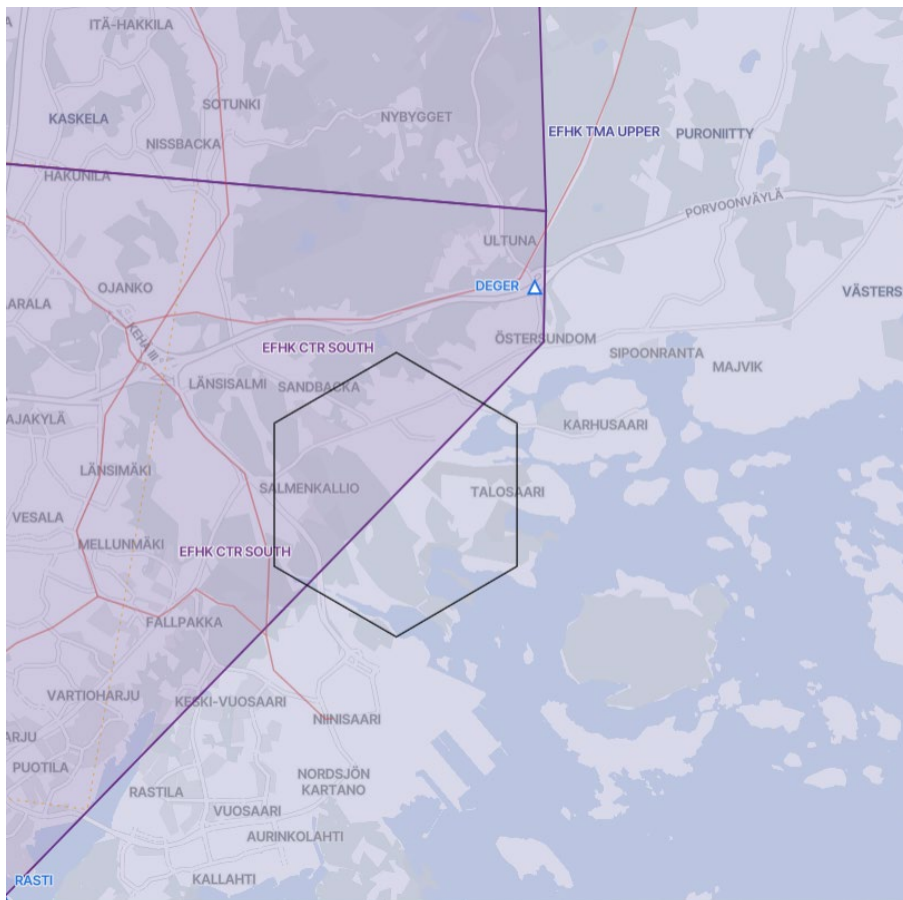 ITÄ-HAKKILA
SOTUNKI
KASKELA
NYBYGGET
EFHK TMA UPPER
PURONIITTY
NISSBACKA
HAKUNILA
PORVOONVÄYLÄ
ULTUNA
OJANKO
DEGER
VÄSTERS
ARALA
KEHÄ III
ÖSTERSUNDOM
EFHK CTR SOUTH
SIPOONRANTA
MAJVIK
LÄNSISALMI
SANDBACKA
AJAKYLÄ
KARHUSAARI
LÄNSIMÄKI
SALMENKALLIO
TALOSAARI
VESALA
MELLUNMÄKI
EFHK CTR SOUTH
FALLPAKKA
VARTIOHARJU
KESKI-VUOSAARI
NIINISAARI
ARJU
PUOTILA
NORDSJÖN
KARTANO
RASTILA
VUOSAARI
AURINKOLAHTI
RASTI
KALLAHTI